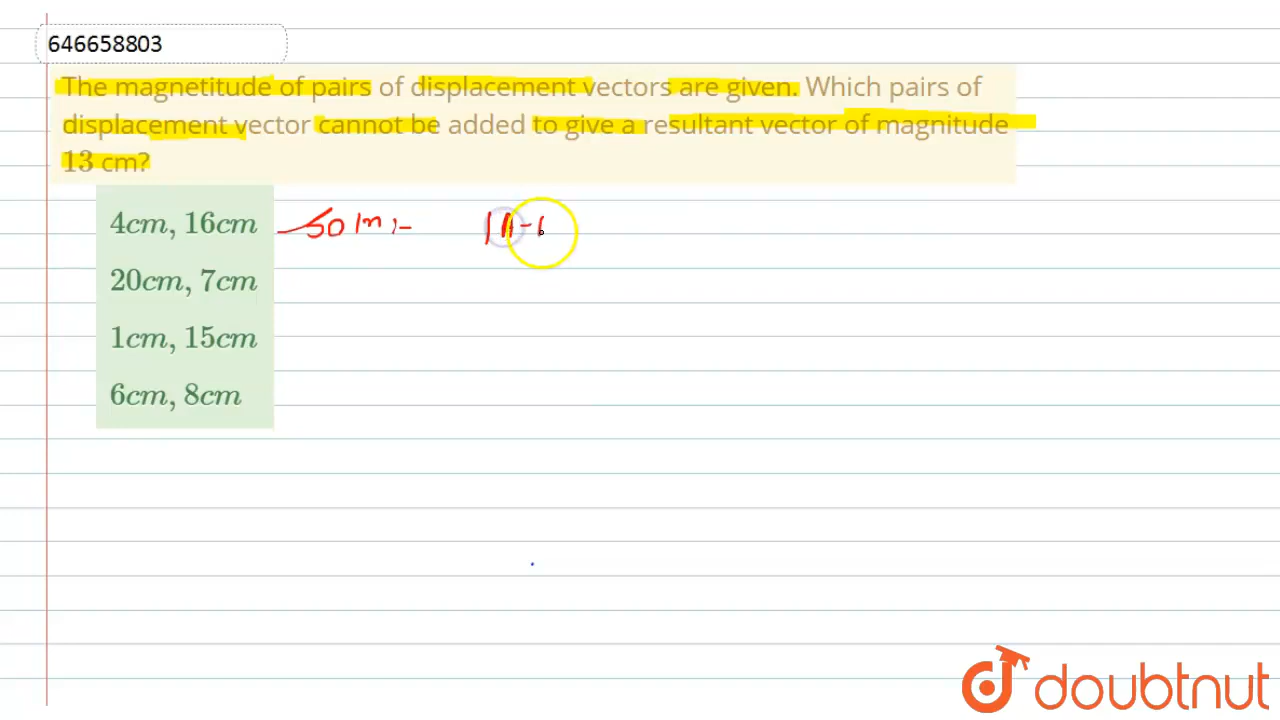 646658803
The magnetitude of pairs of displacement vectors are given. Which pairs of
displacement vector cannot be added to give a resultant vector of magnitude
13 cm?
4cm, 16cm
20cm, 7cm
1cm, 15cm
6cm, 8cm
doubtnut